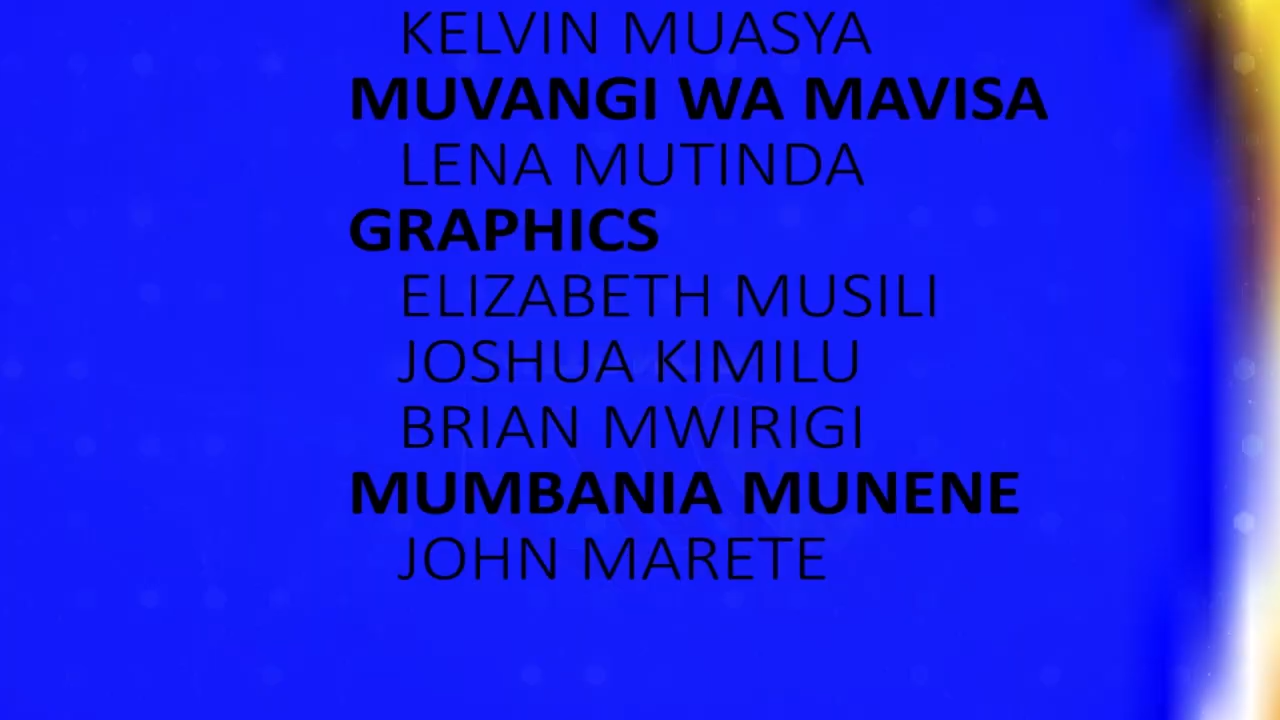 KELVIN MUASYA
MUVANGI WA MAVISA
LENA MUTINDA
GRAPHICS
ELIZABETH MUSILI
JOSHUA KIMILU
BRIAN MWIRIGI
MUMBANIA MUNENE
JOHN MARETE